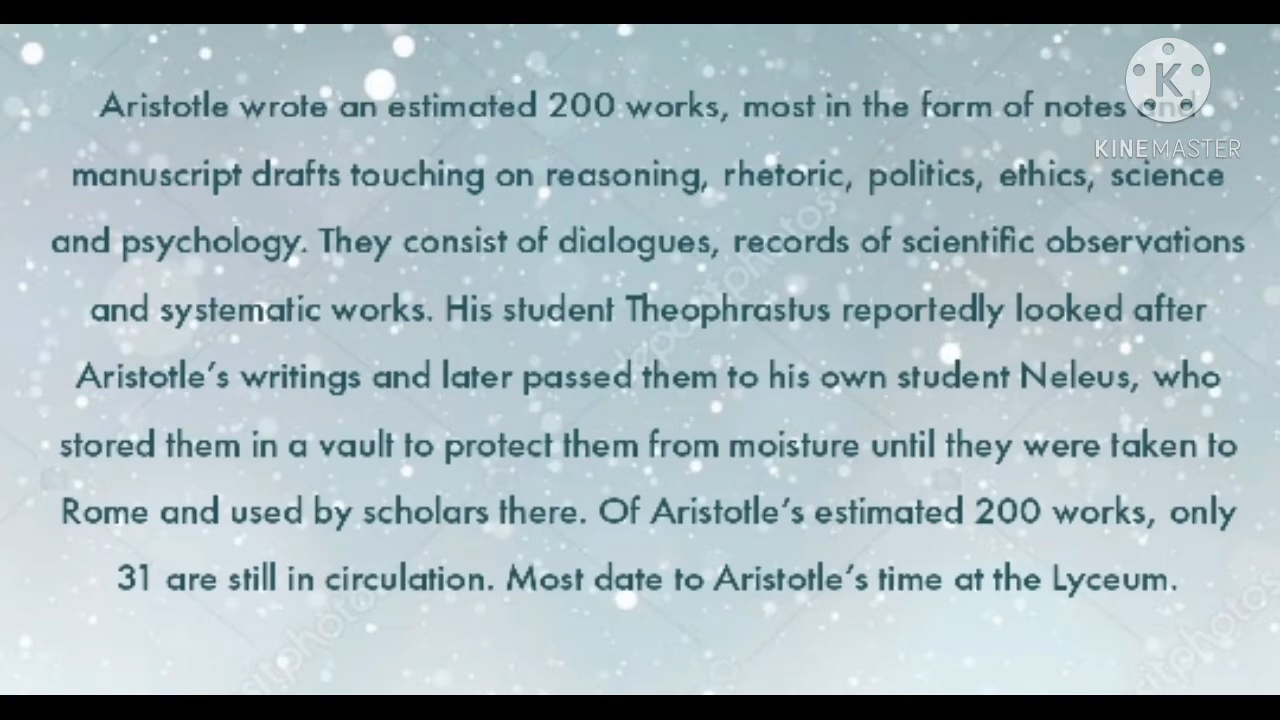 Aristotle wrote an estimated 200 works, most in the form of notes and
manuscript drafts touching on reasoning, rhetoric, politics, ethics, science
and psychology. They consist of dialogues, records of scientific observations
and systematic works. His student Theophrastus reportedly looked after
Aristotle's writings and later passed them to his own student Neleus, who
stored them in a vault to protect them from moisture until they were taken to
Rome and used by scholars there. Of Aristotle's estimated 200 works, only
31 are still in circulation. Most date to Aristotle's time at the Lyceum.
K
KINEMASTER
depositphotos